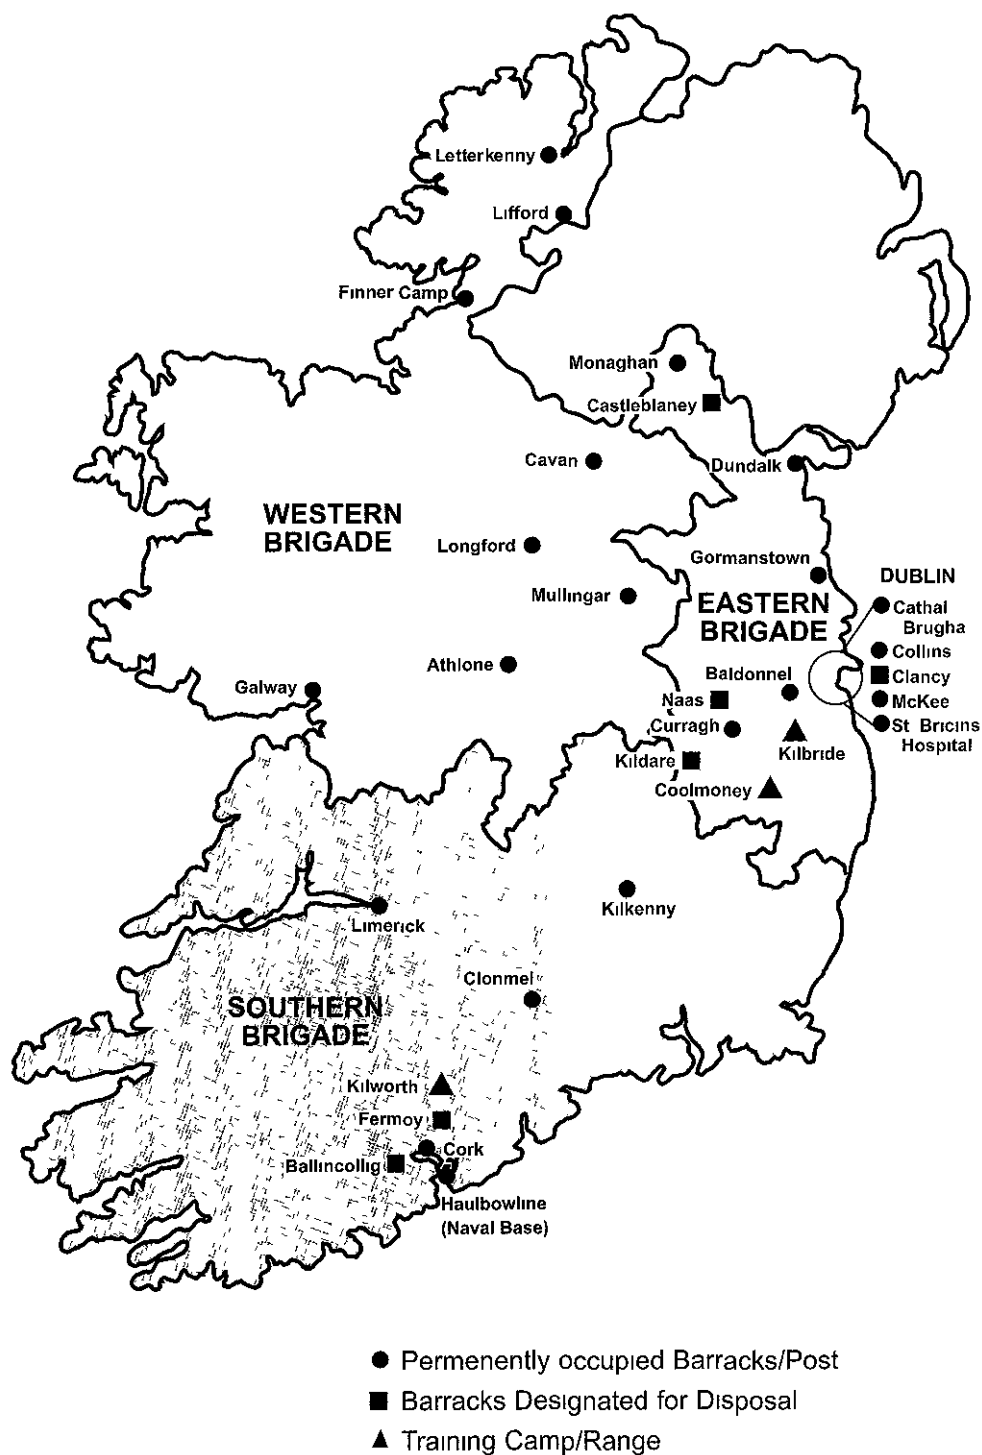 Letterkenny
Lifford
Finner Camp
Monaghan
Castleblaney
Cavan
Dundalk
WESTERN
BRIGADE
Longford
Gormanstown
DUBLIN
Mullingar
EASTERN
BRIGADE
Cathal
Brugha
Collins
Clancy
McKee
St Bricins
Hospital
Athlone
Baldonnel
Galway
Naas
Curragh
Kilbride
Kildare
Coolmoney
Kilkenny
Limerick
Clonmel
SOUTHERN
BRIGADE
Kilworth
Fermoy
Cork
Ballincollig
Haulbowline
(Naval Base)
Permenently occupied Barracks/Post
Barracks Designated for Disposal
Training Camp/Range